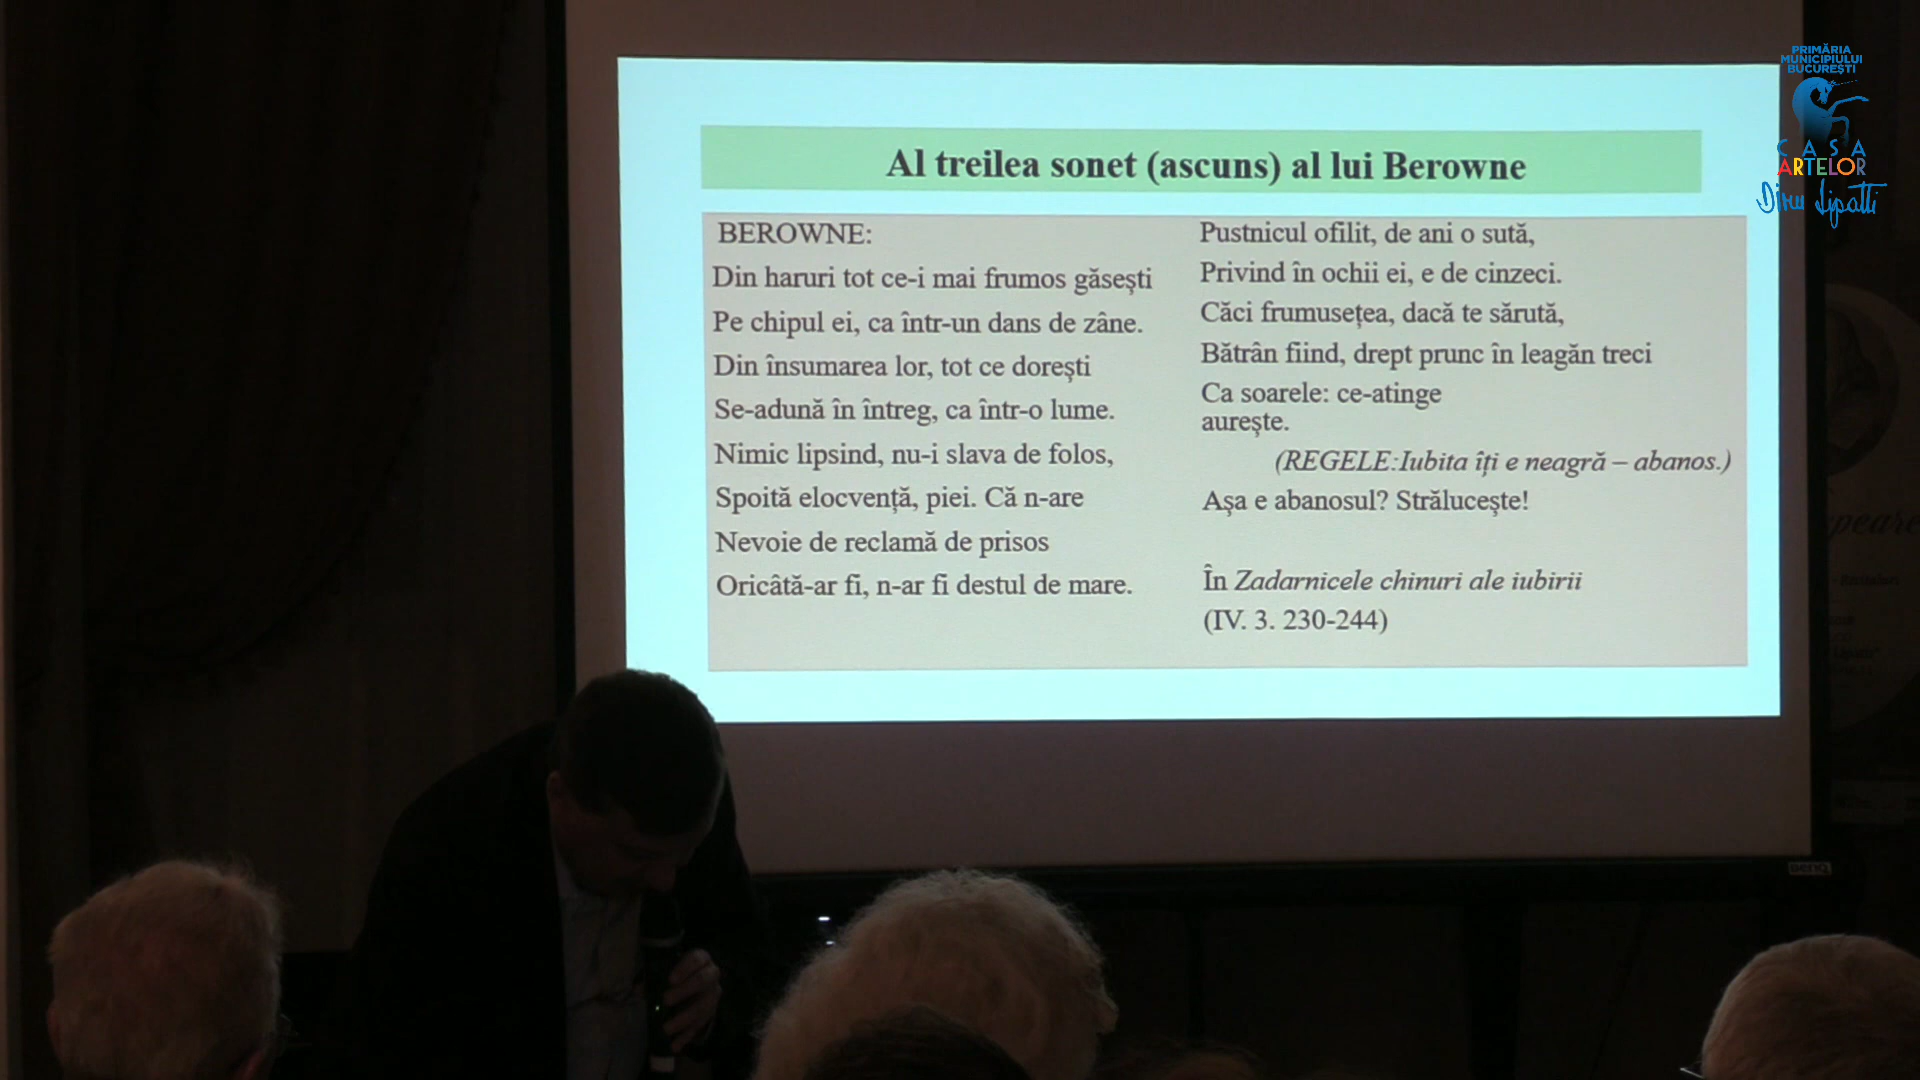 PRIMĂRIA
MUNICIPIULUI
BUCUREȘTI
CASA
ARTELOR
Dinu Lipatti
Al treilea sonet (ascuns) al lui Berowne
BEROWNE:
Din haruri tot ce-i mai frumos găsești
Pe chipul ei, ca într-un dans de zâne.
Din însumarea lor, tot ce dorești
Se-adună în întreg, ca într-o lume.
Nimic lipsind, nu-i slava de folos,
Spoită elocvență, piei. Că n-are
Nevoie de reclamă de prisos
Oricâtă-ar fi, n-ar fi destul de mare.
Pustnicul ofilit, de ani o sută,
Privind în ochii ei, e de cinzeci.
Căci frumusețea, dacă te sărută,
Bătrân fiind, drept prunc în leagăn treci
Ca soarele: ce-atinge
aurește.
(REGELE:Iubita îți e neagră – abanos.)
Așa e abanosul? Strălucește!
În Zadarnicele chinuri ale iubirii
(IV. 3. 230-244)
BENQ